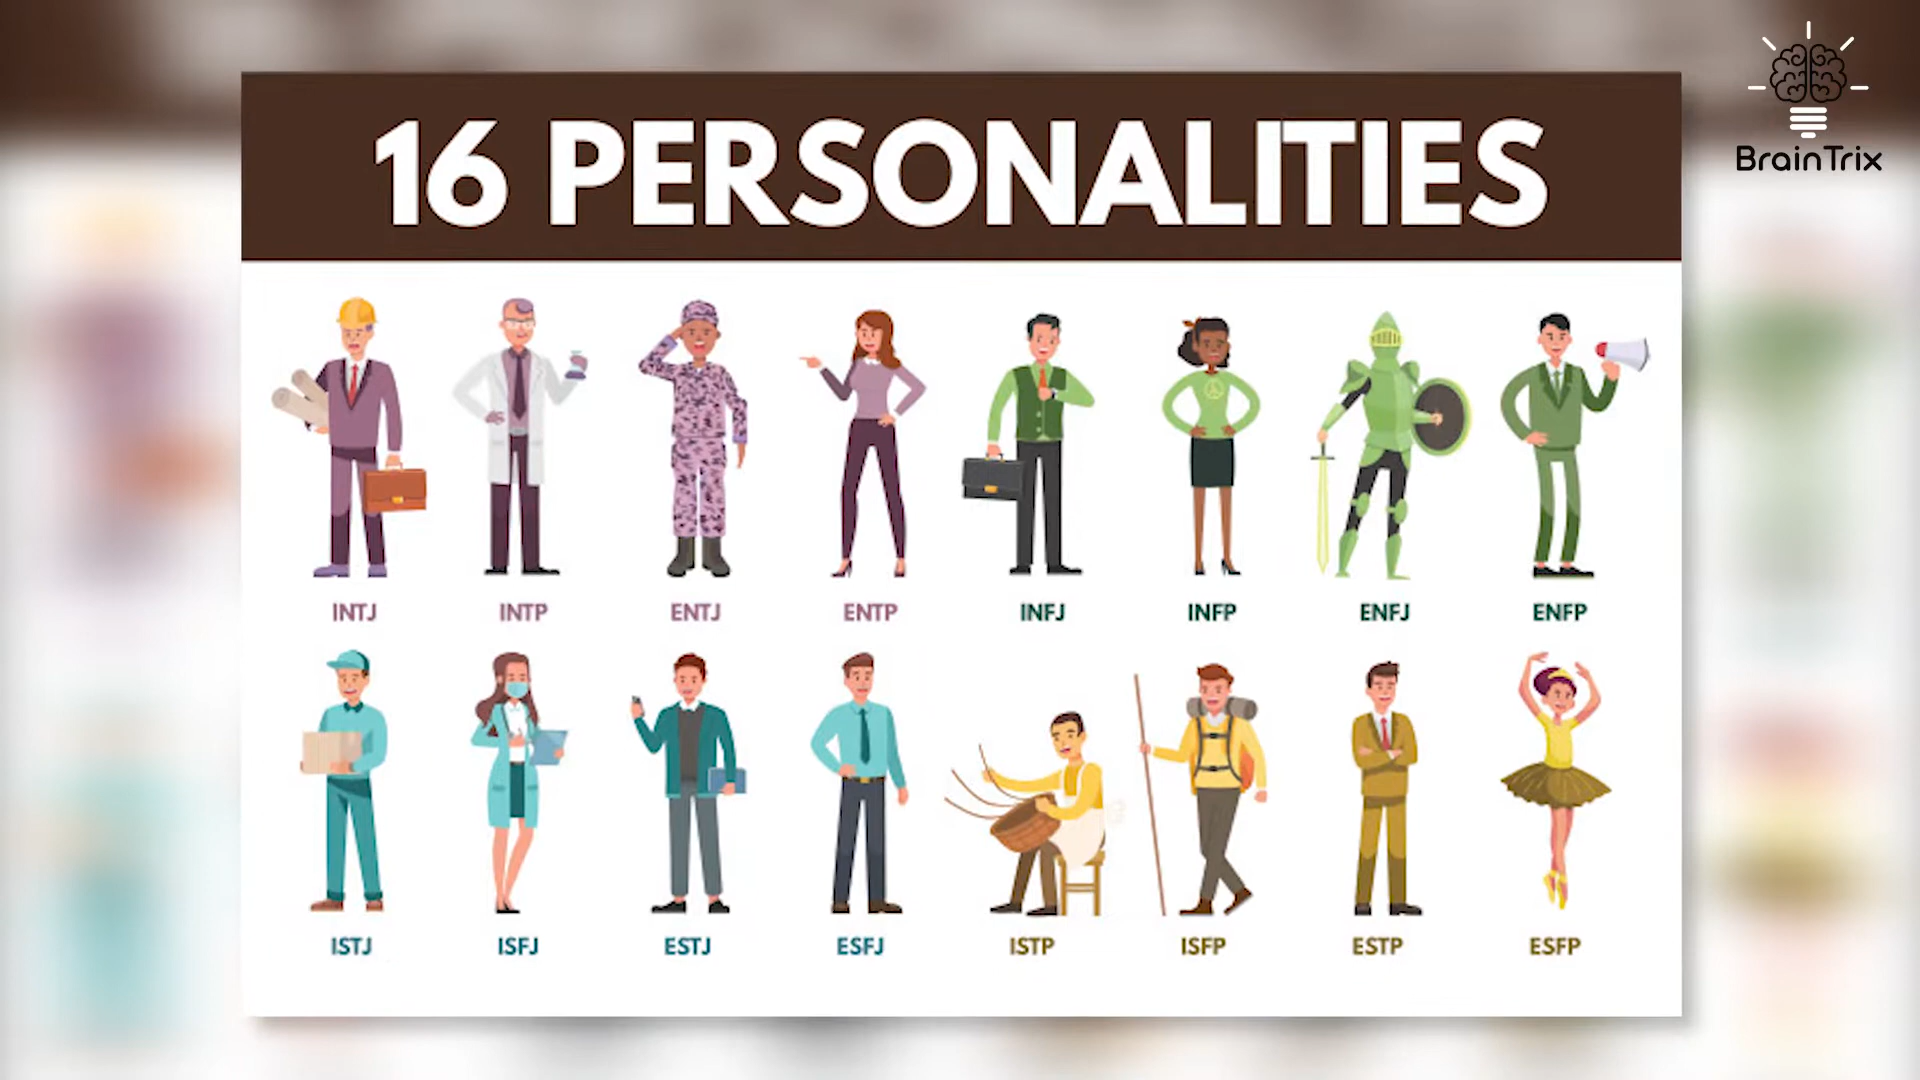 BrainTrix
16 PERSONALITIES
INTJ INTP ENTJ ENTP INFJ INFP ENFJ ENFP
ISTJ ISFJ ESTJ ESFJ ISTP ISFP ESTP ESFP